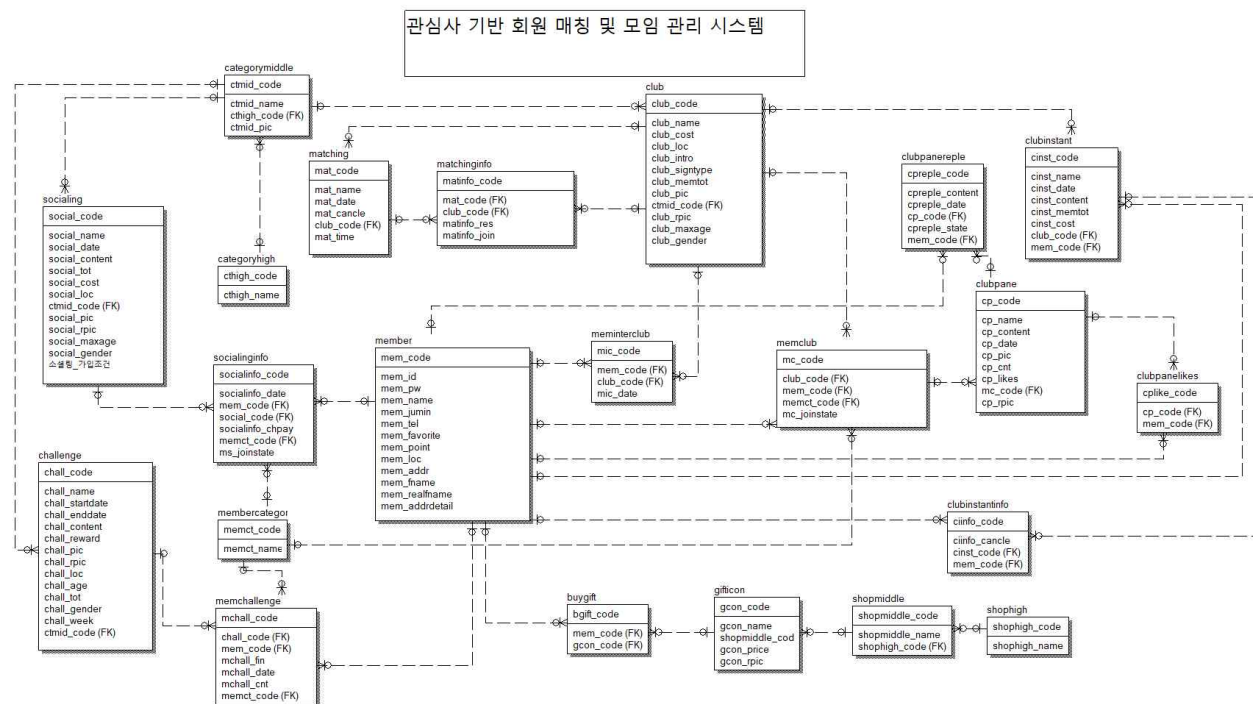 관심사 기반 회원 매칭 및 모임 관리 시스템
categorymiddle
ctmid_code
ctmid_name
cthigh_code (FK)
ctmid_pic
club
club_code
club_name
club_cost
club_loc
club_intro
club_signtype
club_memtot
club_pic
ctmid_code (FK)
club_rpic
club_maxage
club_gender
matching
mat_code
mat_name
mat_date
mat_cancle
club_code (FK)
mat_time
matchinginfo
matinfo_code
mat_code (FK)
club_code (FK)
matinfo_res
matinfo_join
clubpanereple
cpreple_code
cpreple_content
cpreple_date
cp_code (FK)
cpreple_state
mem_code (FK)
clubinstant
cinst_code
cinst_name
cinst_date
cinst_content
cinst_memtot
cinst_cost
club_code (FK)
mem_code (FK)
socialing
social_code
social_name
social_date
social_content
social_tot
social_cost
social_loc
ctmid_code (FK)
social_pic
social_rpic
social_maxage
social_gender
소셜링_가입조건
categoryhigh
cthigh_code
cthigh_name
clubpane
cp_code
cp_name
cp_content
cp_date
cp_pic
cp_cnt
cp_likes
mc_code (FK)
cp_rpic
socialinginfo
socialinfo_code
socialinfo_date
mem_code (FK)
social_code (FK)
socialinfo_chpay
memct_code (FK)
ms_joinstate
member
mem_code
mem_id
mem_pw
mem_name
mem_jumin
mem_tel
mem_favorite
mem_point
mem_loc
mem_addr
mem_fname
mem_realfname
mem_addrdetail
meminterclub
mic_code
mem_code (FK)
club_code (FK)
mic_date
memclub
mc_code
club_code (FK)
mem_code (FK)
memct_code (FK)
mc_joinstate
clubpanelikes
cplike_code
cp_code (FK)
mem_code (FK)
challenge
chall_code
chall_name
chall_startdate
chall_enddate
chall_content
chall_reward
chall_pic
chall_rpic
chall_loc
chall_age
chall_tot
chall_gender
chall_week
ctmid_code (FK)
membercategor
memct_code
memct_name
clubinstantinfo
ciinfo_code
ciinfo_cancle
cinst_code (FK)
mem_code (FK)
memchallenge
mchall_code
chall_code (FK)
mem_code (FK)
mchall_fin
mchall_date
mchall_cnt
memct_code (FK)
buygift
bgift_code
mem_code (FK)
gcon_code (FK)
gifticon
gcon_code
gcon_name
shopmiddle_cod
gcon_price
gcon_rpic
shopmiddle
shopmiddle_code
shopmiddle_name
shophigh_code (FK)
shophigh
shophigh_code
shophigh_name